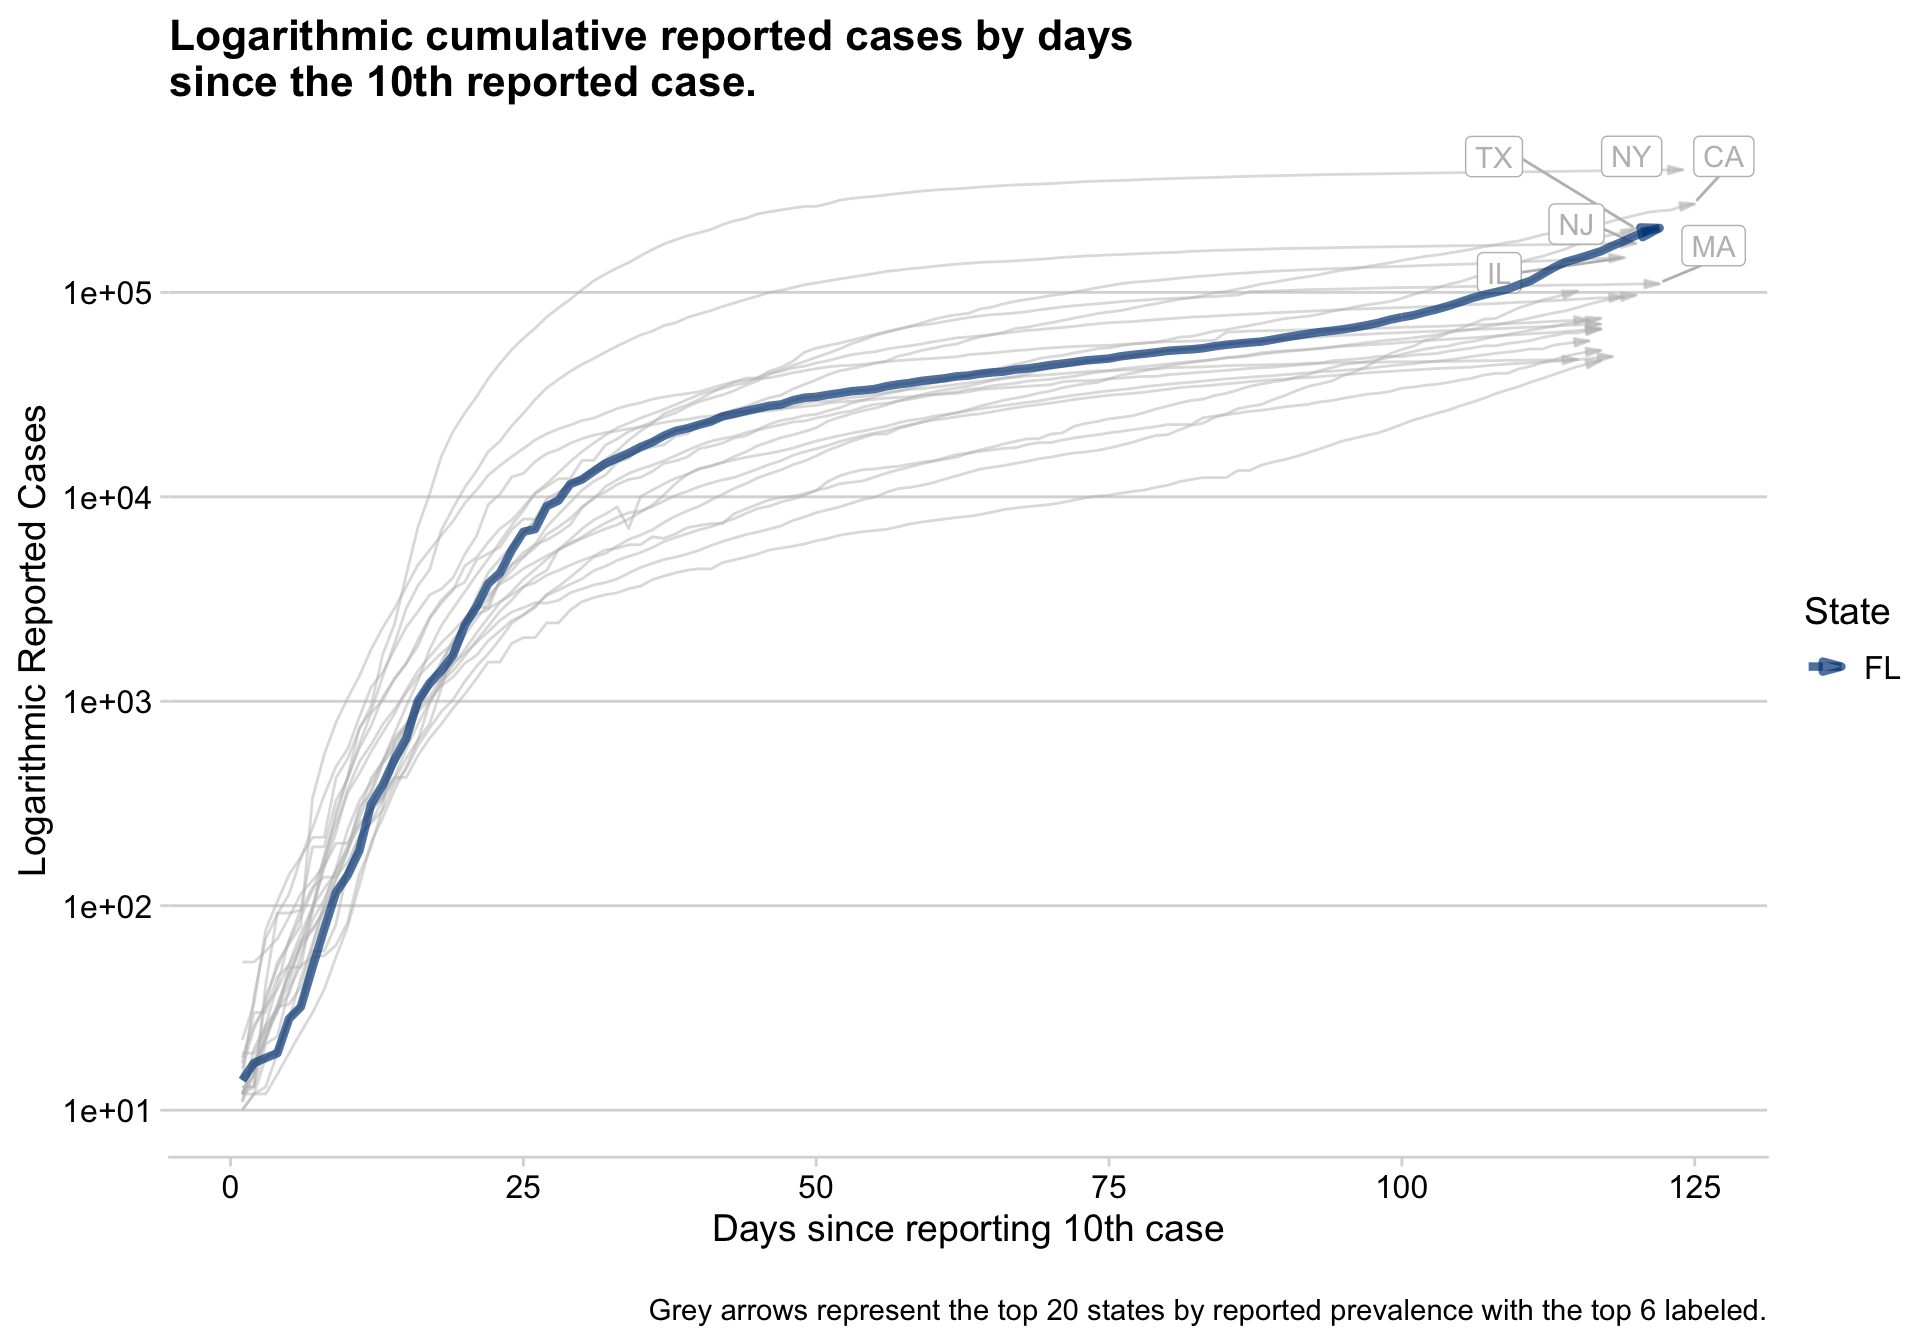 Logarithmic cumulative reported cases by days
since the 10th reported case.
TX
NY
CA
NJ
MA
IL
1e+05
1e+04
1e+03
1e+02
1e+01
Logarithmic Reported Cases
State
FL
0
25
50
75
100
125
Days since reporting 10th case
Grey arrows represent the top 20 states by reported prevalence with the top 6 labeled.